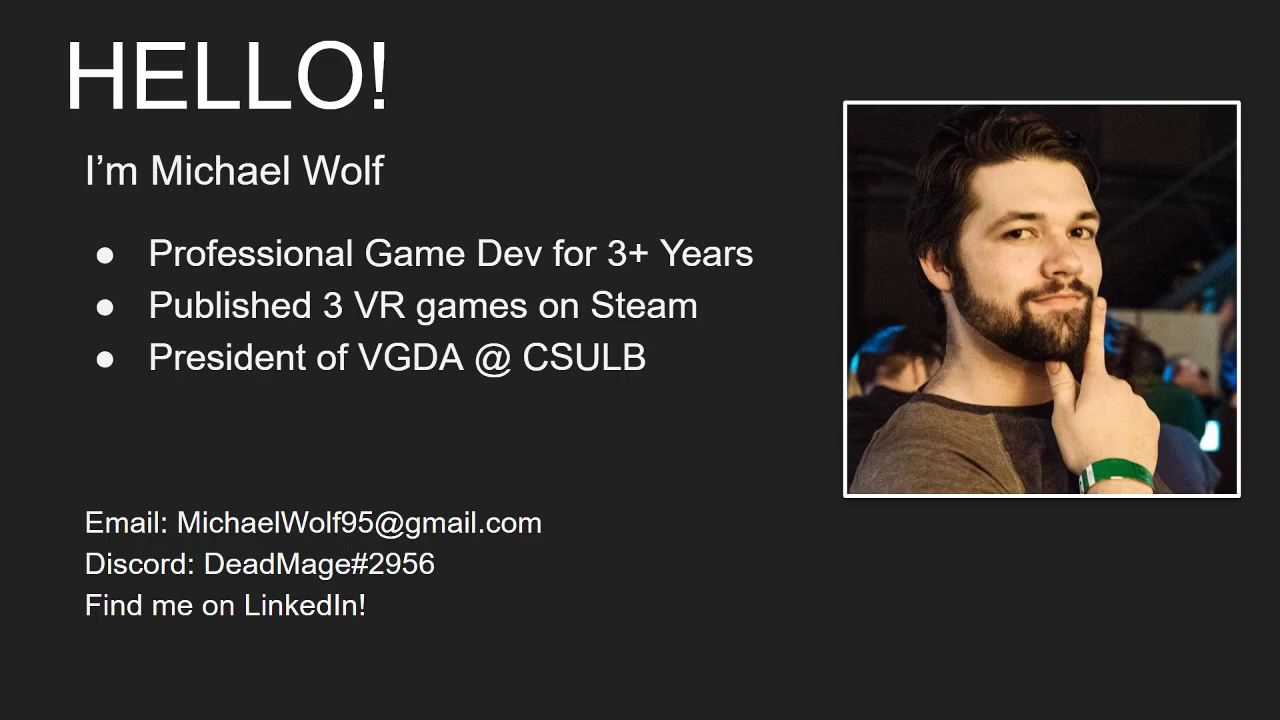 HELLO!
I’m Michael Wolf
● Professional Game Dev for 3+ Years
● Published 3 VR games on Steam
● President of VGDA @ CSULB
Email: MichaelWolf95@gmail.com
Discord: DeadMage#2956
Find me on LinkedIn!